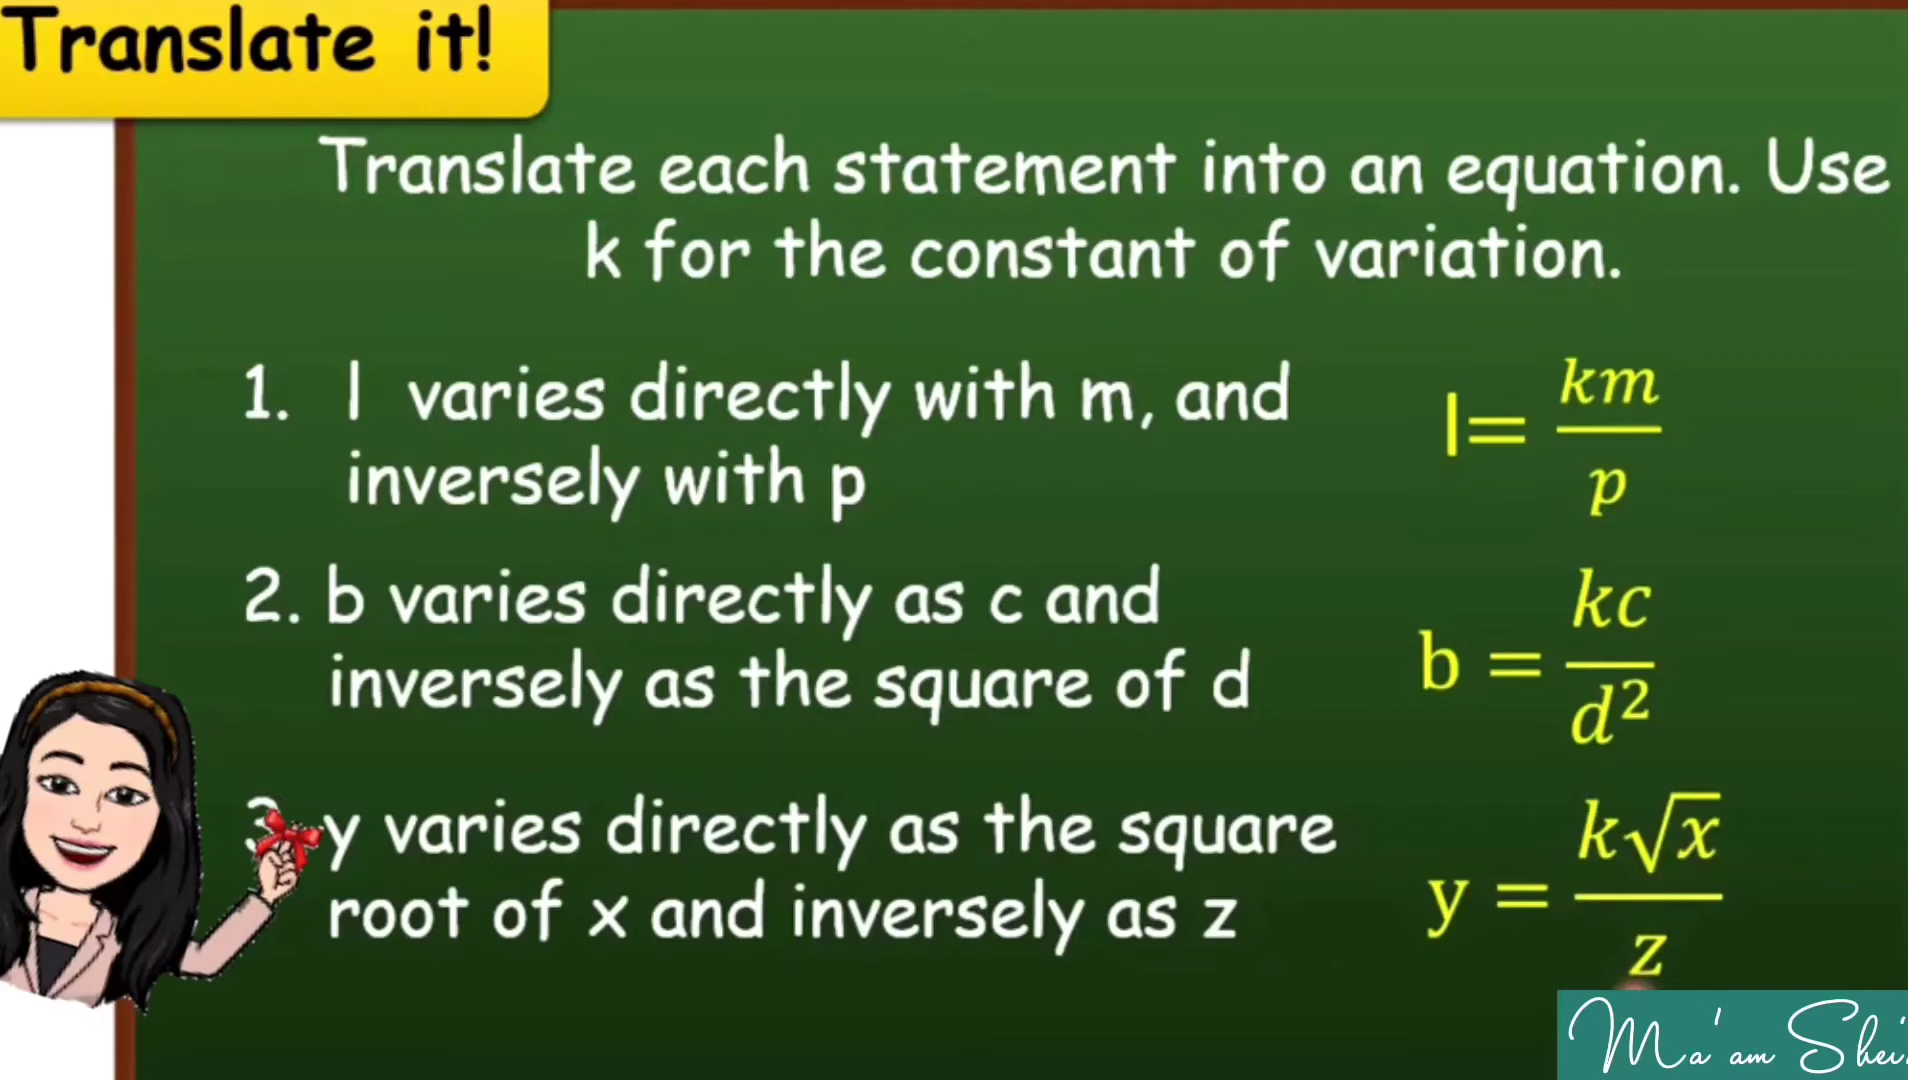 Translate it!
Translate each statement into an equation. Use
k for the constant of variation.
1. l varies directly with m, and
inversely with p
l= km/p
2. b varies directly as c and
inversely as the square of d
b = kc/d²
3. y varies directly as the square
root of x and inversely as z
y = k√x/z
Ma'am